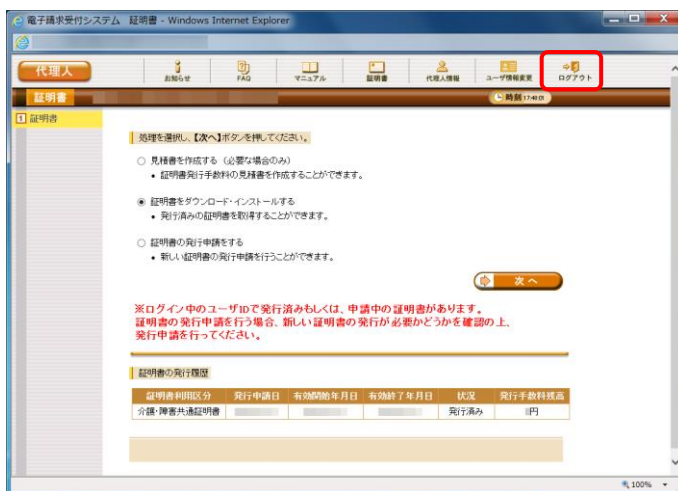 電子請求受付システム 証明書 - Windows Internet Explorer
代理人
お知らせ FAQ マニュアル 証明書 代理人情報 ユーザ情報変更 ログアウト
証明書
時刻 17:40:05
1 証明書
処理を選択し、【次へ】ボタンを押してください。
見積書を作成する (必要な場合のみ)
• 証明書発行手数料の見積書を作成することができます。
証明書をダウンロード・インストールする
• 発行済みの証明書を取得することができます。
証明書の発行申請をする
• 新しい証明書の発行申請を行うことができます。
次へ
※ログイン中のユーザIDで発行済みもしくは、申請中の証明書があります。
証明書の発行申請を行う場合、新しい証明書の発行が必要かどうかを確認の上、
発行申請を行ってください。
証明書の発行履歴
証明書利用区分 発行申請日 有効開始年月日 有効終了年月日 状況 発行手数料残高
介護・障害共通証明書 発行済み 円
100%